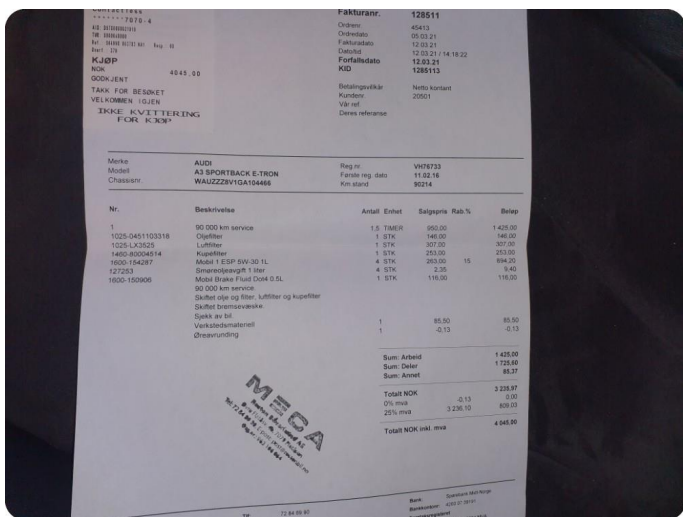 Contactless
7070-4
KJØP
NOK 4045,00
GODKJENT
TAKK FOR BESØKET
VELKOMMEN IGJEN
IKKE KVITTERING
FOR KJØP
Fakturanr. 128511
Ordrenr. 45413
Ordredato 05.03.21
Fakturadato 12.03.21
Dato/tid 12.03.21 / 14:18:22
Forfallsdato 12.03.21
KID 1285113
Betalingsvilkår Netto kontant
Kundenr. 20501
Vår ref.
Deres referanse
Merke AUDI
Modell A3 SPORTBACK E-TRON
Chassisnr. WAUZZZ8V1GA104466
Reg.nr. VH76733
Første reg. dato 11.02.16
Km stand 90214
Nr. Beskrivelse Antall Enhet Salgspris Rab.% Beløp
1 90 000 km service 1,5 TIMER 950,00 1 425,00
1025-0451103318 Oljefilter 1 STK 146,00 146,00
1025-LX3525 Luftfilter 1 STK 307,00 307,00
1460-80004514 Kupefilter 1 STK 253,00 253,00
1600-154287 Mobil 1 ESP 5W-30 1L 4 STK 263,00 15 894,20
127253 Smøreoljeavgift 1 liter 4 STK 2,35 9,40
1600-150906 Mobil Brake Fluid Dot4 0.5L 1 STK 116,00 116,00
90 000 km service.
Skiftet olje og filter, luftfilter og kupefilter
Skiftet bremsevæske.
Sjekk av bil.
Verkstedsmateriell 1 85,50 85,50
Øreavrunding 1 -0,13 -0,13
Sum: Arbeid 1 425,00
Sum: Deler 1 725,60
Sum: Annet 85,37
Totalt NOK 3 235,97
0% mva -0,13 0,00
25% mva 3 236,10 809,03
Totalt NOK inkl. mva 4 045,00
MEGA
Tlf. 72 84 99 60
Bank: